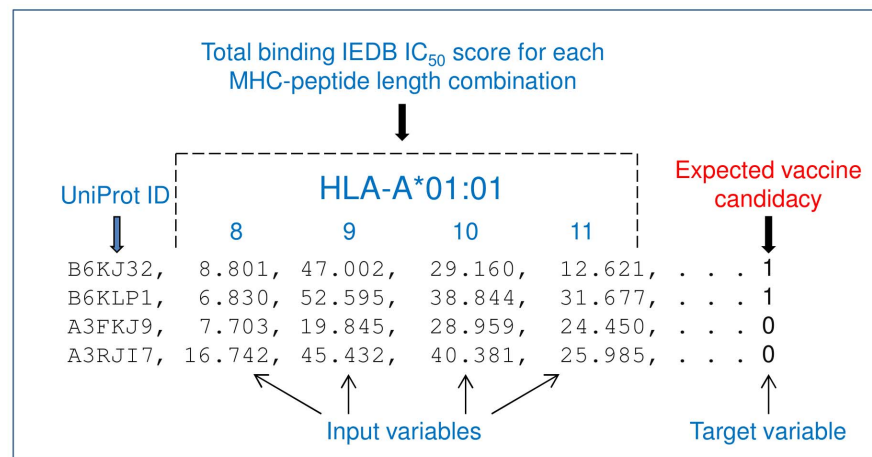 Total binding IEDB IC50 score for each
MHC-peptide length combination
HLA-A*01:01
UniProt ID
Expected vaccine
candidacy
8 9 10 11
B6KJ32, 8.801, 47.002, 29.160, 12.621, . . . 1
B6KLP1, 6.830, 52.595, 38.844, 31.677, . . . 1
A3FKJ9, 7.703, 19.845, 28.959, 24.450, . . . 0
A3RJI7, 16.742, 45.432, 40.381, 25.985, . . . 0
Input variables
Target variable